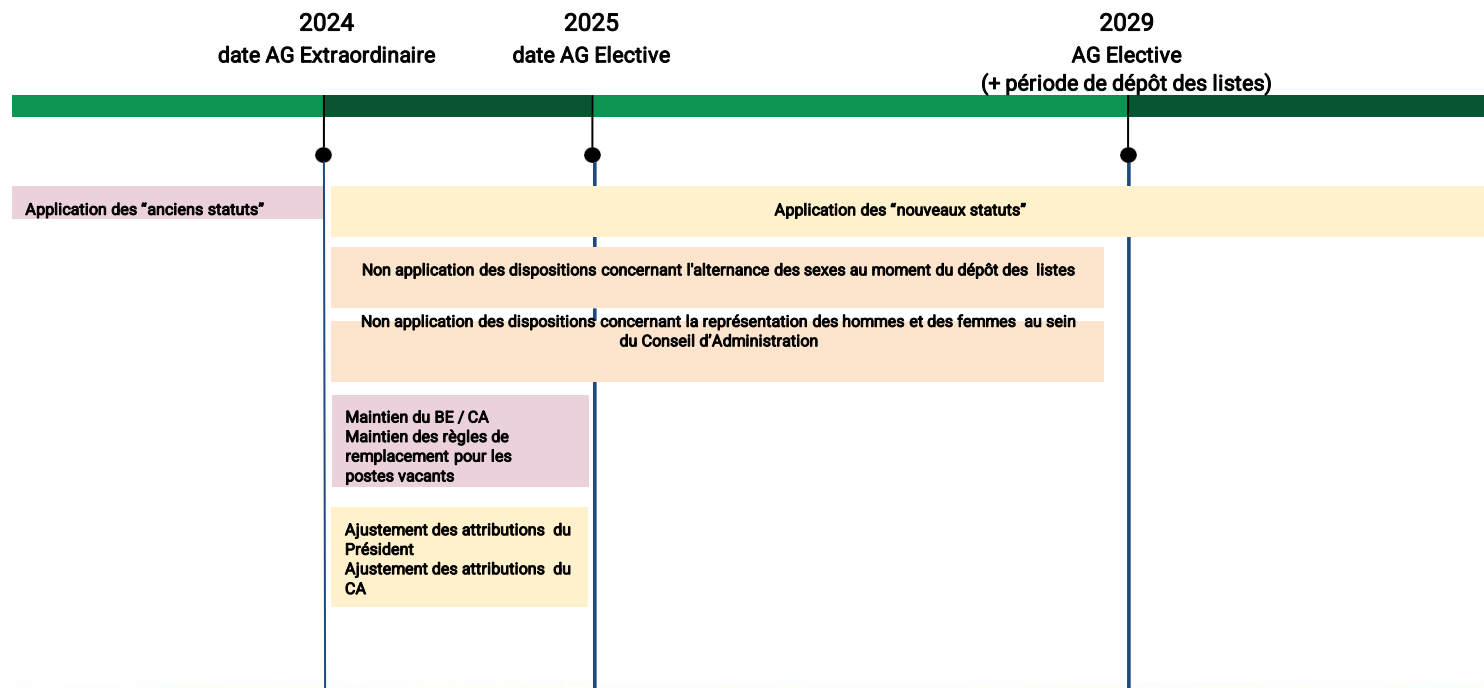 2024
date AG Extraordinaire
2025
date AG Elective
2029
AG Elective
(+ période de dépôt des listes)
Application des “anciens statuts”
Application des “nouveaux statuts”
Non application des dispositions concernant l'alternance des sexes au moment du dépôt des  listes
Non application des dispositions concernant la représentation des hommes et des femmes  au sein
du Conseil d’Administration
Maintien du BE / CA
Maintien des règles de
remplacement pour les
postes vacants
Ajustement des attributions  du
Président
Ajustement des attributions  du
CA